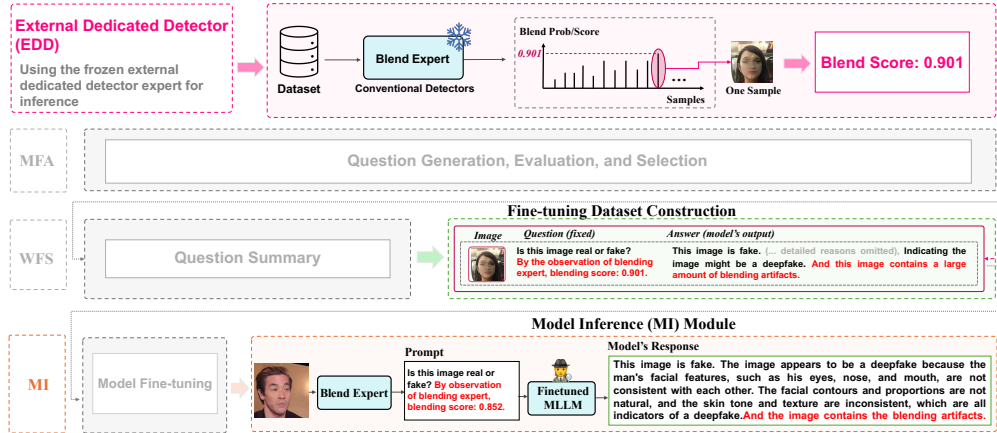 External Dedicated Detector
(EDD)
Using the frozen external
dedicated detector expert for
inference
Dataset
Blend Expert
Conventional Detectors
Blend Prob/Score
0.901
...
Samples
One Sample
Blend Score: 0.901
MFA
Question Generation, Evaluation, and Selection
WFS
Question Summary
Fine-tuning Dataset Construction
Image
Question (fixed)
Answer (model's output)
Is this image real or fake?
By the observation of blending
expert, blending score: 0.901.
This image is fake. (... detailed reasons omitted), Indicating the
image might be a deepfake. And this image contains a large
amount of blending artifacts.
MI
Model Fine-tuning
Model Inference (MI) Module
Blend Expert
Prompt
Is this image real or
fake? By observation
of blending expert,
blending score: 0.852.
Finetuned
MLLM
Model's Response
This image is fake. The image appears to be a deepfake because the
man's facial features, such as his eyes, nose, and mouth, are not
consistent with each other. The facial contours and proportions are not
natural, and the skin tone and texture are inconsistent, which are all
indicators of a deepfake.And the image contains the blending artifacts.